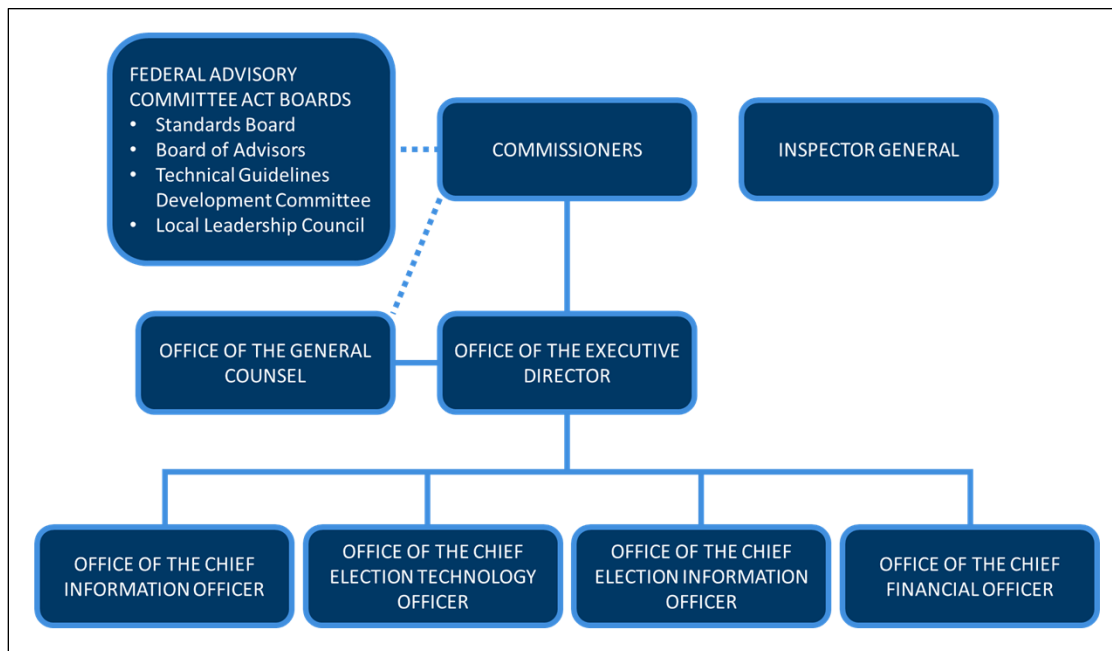 FEDERAL ADVISORY
COMMITTEE ACT BOARDS
• Standards Board
• Board of Advisors
• Technical Guidelines
Development Committee
• Local Leadership Council
COMMISSIONERS
INSPECTOR GENERAL
OFFICE OF THE GENERAL
COUNSEL
OFFICE OF THE EXECUTIVE
DIRECTOR
OFFICE OF THE CHIEF
INFORMATION OFFICER
OFFICE OF THE CHIEF
ELECTION TECHNOLOGY
OFFICER
OFFICE OF THE CHIEF
ELECTION INFORMATION
OFFICER
OFFICE OF THE CHIEF
FINANCIAL OFFICER